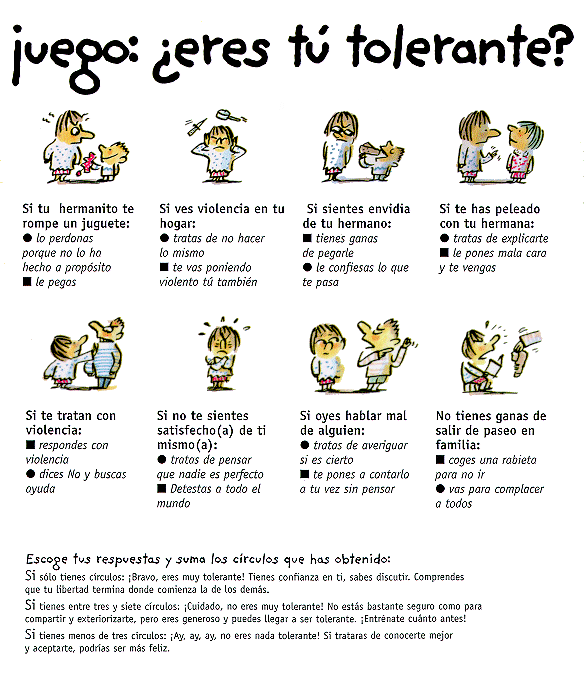 juego: ¿eres tú tolerante?
Si tu hermanito te
rompe un juguete:
● lo perdonas
porque no lo ha
hecho a propósito
■ le pegas
Si ves violencia en tu
hogar:
● tratas de no hacer
lo mismo
■ te vas poniendo
violento tú también
Si sientes envidia
de tu hermano:
■ tienes ganas
de pegarle
● le confiesas lo que
te pasa
Si te has peleado
con tu hermana:
● tratas de explicarte
■ le pones mala cara
y te vengas
Si te tratan con
violencia:
■ respondes con
violencia
● dices No y buscas
ayuda
Si no te sientes
satisfecho(a) de ti
mismo(a):
● tratas de pensar
que nadie es perfecto
■ Detestas a todo el
mundo
Si oyes hablar mal
de alguien:
● tratas de averiguar
si es cierto
■ te pones a contarlo
a tu vez sin pensar
No tienes ganas de
salir de paseo en
familia:
■ coges una rabieta
para no ir
● vas para complacer
a todos
Escoge tus respuestas y suma los círculos que has obtenido:
Si sólo tienes círculos: ¡Bravo, eres muy tolerante! Tienes confianza en ti, sabes discutir. Comprendes
que tu libertad termina donde comienza la de los demás.
Si tienes entre tres y siete círculos: ¡Cuidado, no eres muy tolerante! No estás bastante seguro como para
compartir y exteriorizarte, pero eres generoso y puedes llegar a ser tolerante. ¡Entrénate cuánto antes!
Si tienes menos de tres círculos: ¡Ay, ay, ay, no eres nada tolerante! Si trataras de conocerte mejor
y aceptarte, podrías ser más feliz.